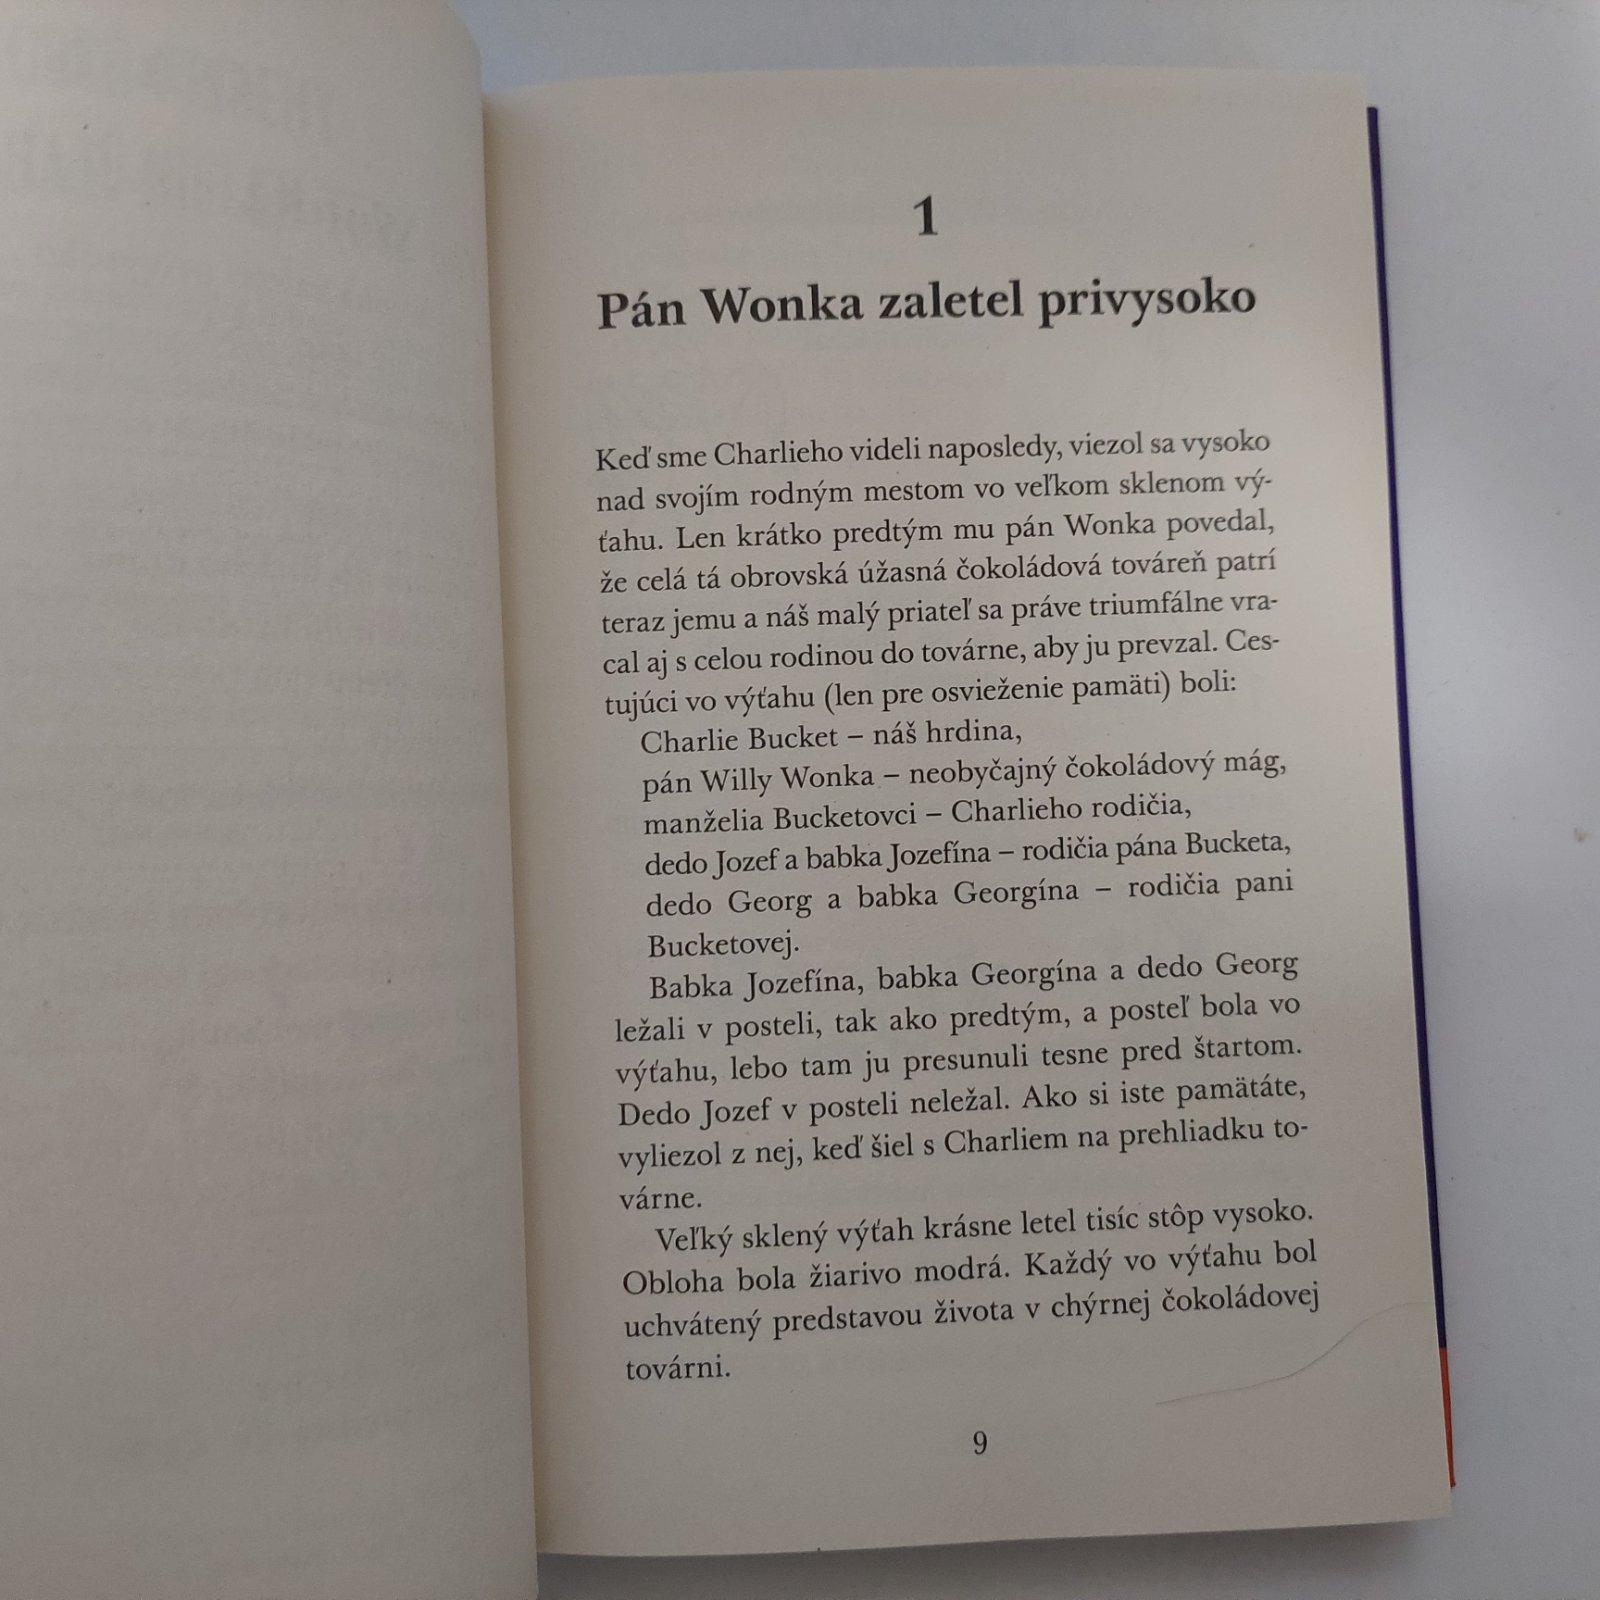 1
Pán Wonka zaletel privysoko
Keď sme Charlieho videli naposledy, viezol sa vysoko
nad svojím rodným mestom vo veľkom sklenom vý-
ťahu. Len krátko predtým mu pán Wonka povedal,
že celá tá obrovská úžasná čokoládová továreň patrí
teraz jemu a náš malý priateľ sa práve triumfálne vra-
cal aj s celou rodinou do továrne, aby ju prevzal. Ces-
tujúci vo výťahu (len pre osvieženie pamäti) boli:
Charlie Bucket – náš hrdina,
pán Willy Wonka – neobyčajný čokoládový mág,
manželia Bucketovci – Charlieho rodičia,
dedo Jozef a babka Jozefína – rodičia pána Bucketa,
dedo Georg a babka Georgína – rodičia pani
Bucketovej.
Babka Jozefína, babka Georgína a dedo Georg
ležali v posteli, tak ako predtým, a posteľ bola vo
výťahu, lebo tam ju presunuli tesne pred štartom.
Dedo Jozef v posteli neležal. Ako si iste pamätáte,
vyliezol z nej, keď šiel s Charliem na prehliadku to-
várne.
Veľký sklený výťah krásne letel tisíc stôp vysoko.
Obloha bola žiarivo modrá. Každý vo výťahu bol
uchvátený predstavou života v chýrnej čokoládovej
továrni.
9